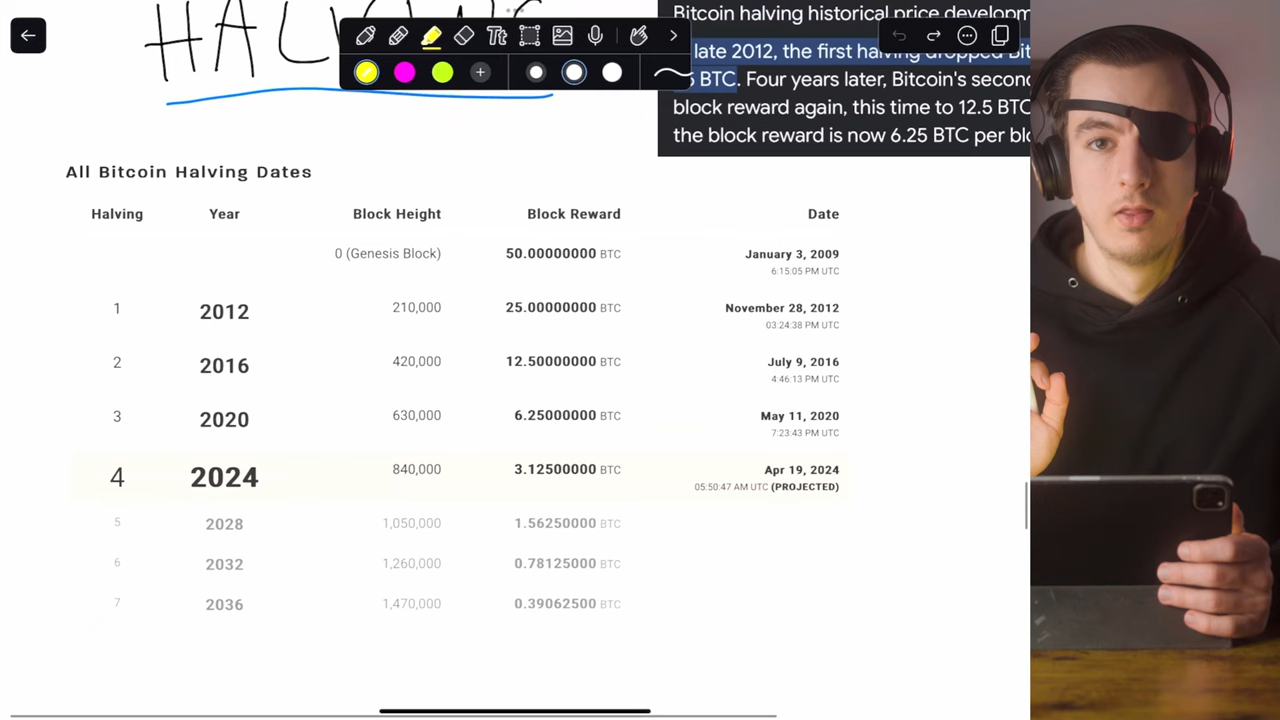 HALVING
Bitcoin halving historical price developm
late 2012, the first halving dropped Bit
5 BTC. Four years later, Bitcoin's second
block reward again, this time to 12.5 BTC
the block reward is now 6.25 BTC per blo
Tt
All Bitcoin Halving Dates
Halving Year Block Height Block Reward Date
0 (Genesis Block) 50.00000000 BTC January 3, 2009
6:15:05 PM UTC
1 2012 210,000 25.00000000 BTC November 28, 2012
03:24:38 PM UTC
2 2016 420,000 12.50000000 BTC July 9, 2016
4:46:13 PM UTC
3 2020 630,000 6.25000000 BTC May 11, 2020
7:23:43 PM UTC
4 2024 840,000 3.12500000 BTC Apr 19, 2024
05:50:47 AM UTC (PROJECTED)
5 2028 1,050,000 1.56250000 BTC
6 2032 1,260,000 0.78125000 BTC
7 2036 1,470,000 0.39062500 BTC